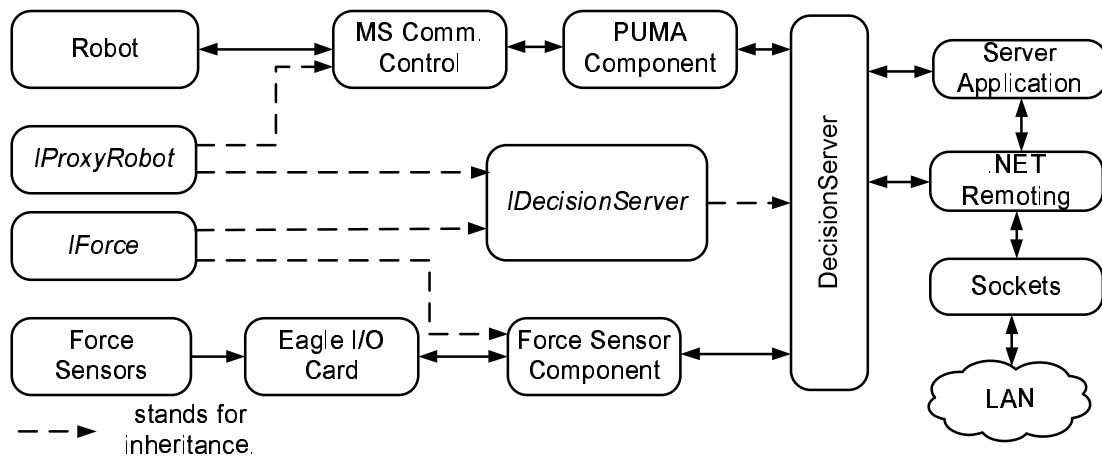 Robot
MS Comm.
Control
PUMA
Component
Server
Application
IProxyRobot
IDecisionServer
DecisionServer
.NET
Remoting
IForce
Sockets
Force
Sensors
Eagle I/O
Card
Force Sensor
Component
LAN
stands for
inheritance.